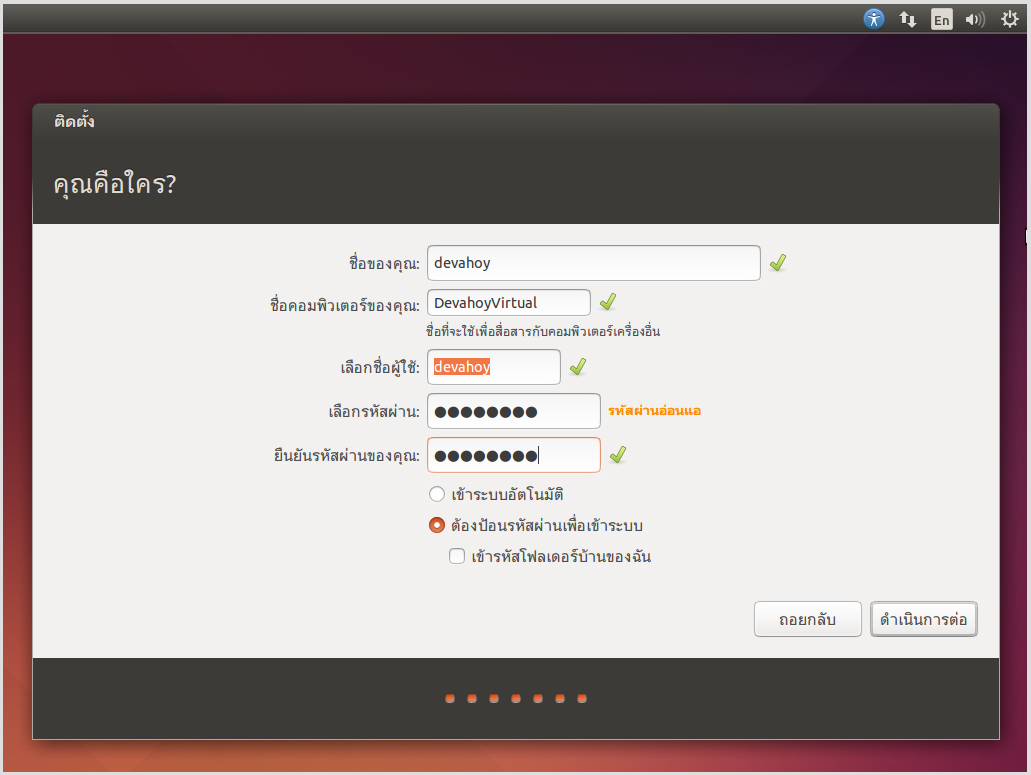 En
ติดตั้ง
คุณคือใคร?
ชื่อของคุณ: devahoy
ชื่อคอมพิวเตอร์ของคุณ: DevahoyVirtual
ชื่อที่จะใช้เพื่อสื่อสารกับคอมพิวเตอร์เครื่องอื่น
เลือกชื่อผู้ใช้: devahoy
เลือกรหัสผ่าน: ●●●●●●●● รหัสผ่านอ่อนแอ
ยืนยันรหัสผ่านของคุณ: ●●●●●●●●
เข้าระบบอัตโนมัติ
ต้องป้อนรหัสผ่านเพื่อเข้าระบบ
เข้ารหัสโฟลเดอร์บ้านของฉัน
ถอยกลับ ดำเนินการต่อ